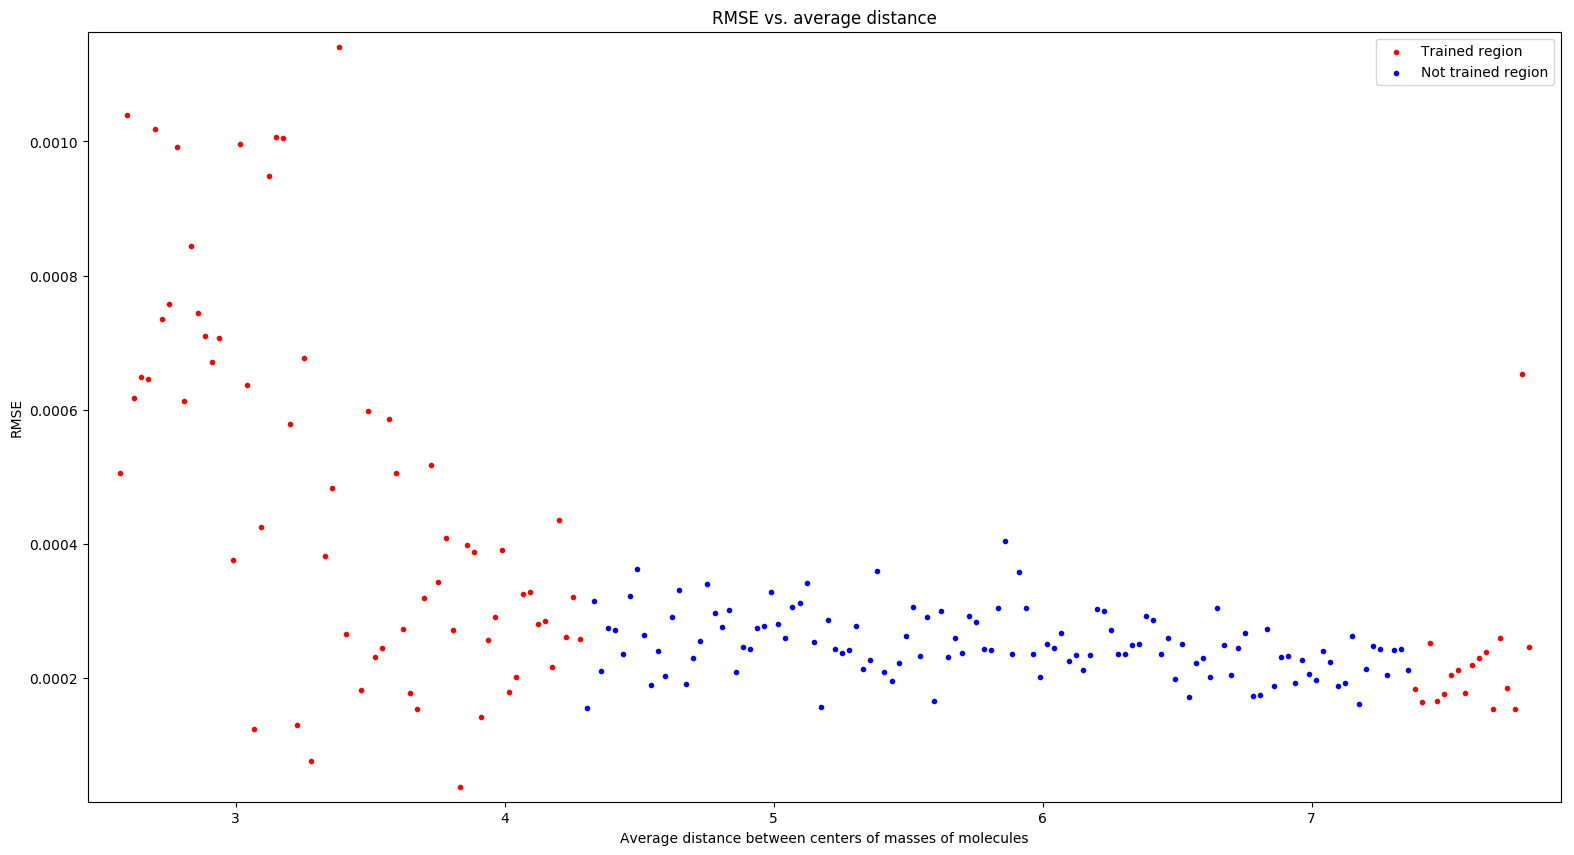 RMSE vs. average distance
Trained region
Not trained region
RMSE
0.0010
0.0008
0.0006
0.0004
0.0002
3 4 5 6 7
Average distance between centers of masses of molecules